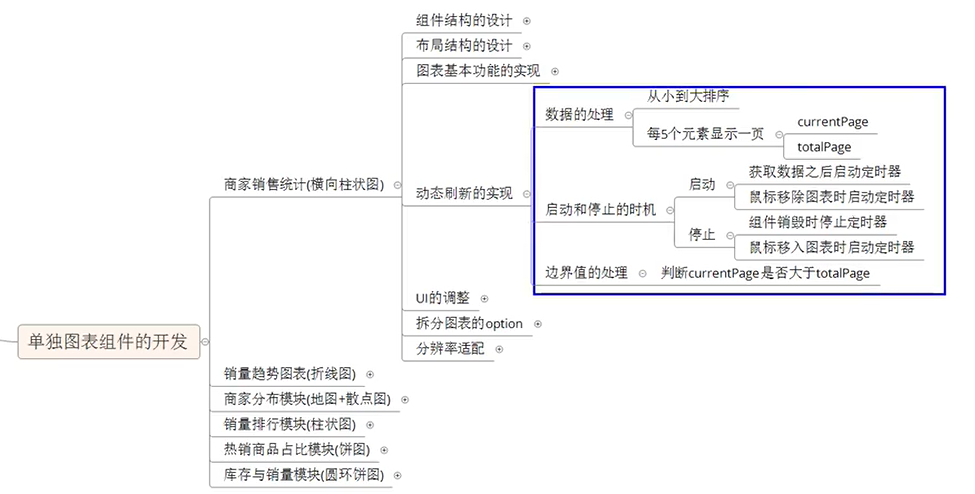 组件结构的设计
布局结构的设计
图表基本功能的实现
从小到大排序
数据的处理
currentPage
每5个元素显示一页
totalPage
获取数据之后启动定时器
商家销售统计(横向柱状图)
启动
动态刷新的实现
鼠标移除图表时启动定时器
启动和停止的时机
组件销毁时停止定时器
停止
鼠标移入图表时启动定时器
边界值的处理
判断currentPage是否大于totalPage
UI的调整
拆分图表的option
单独图表组件的开发
分辨率适配
销量趋势图表(折线图)
商家分布模块(地图+散点图)
销量排行模块(柱状图)
热销商品占比模块(饼图)
库存与销量模块(圆环饼图)